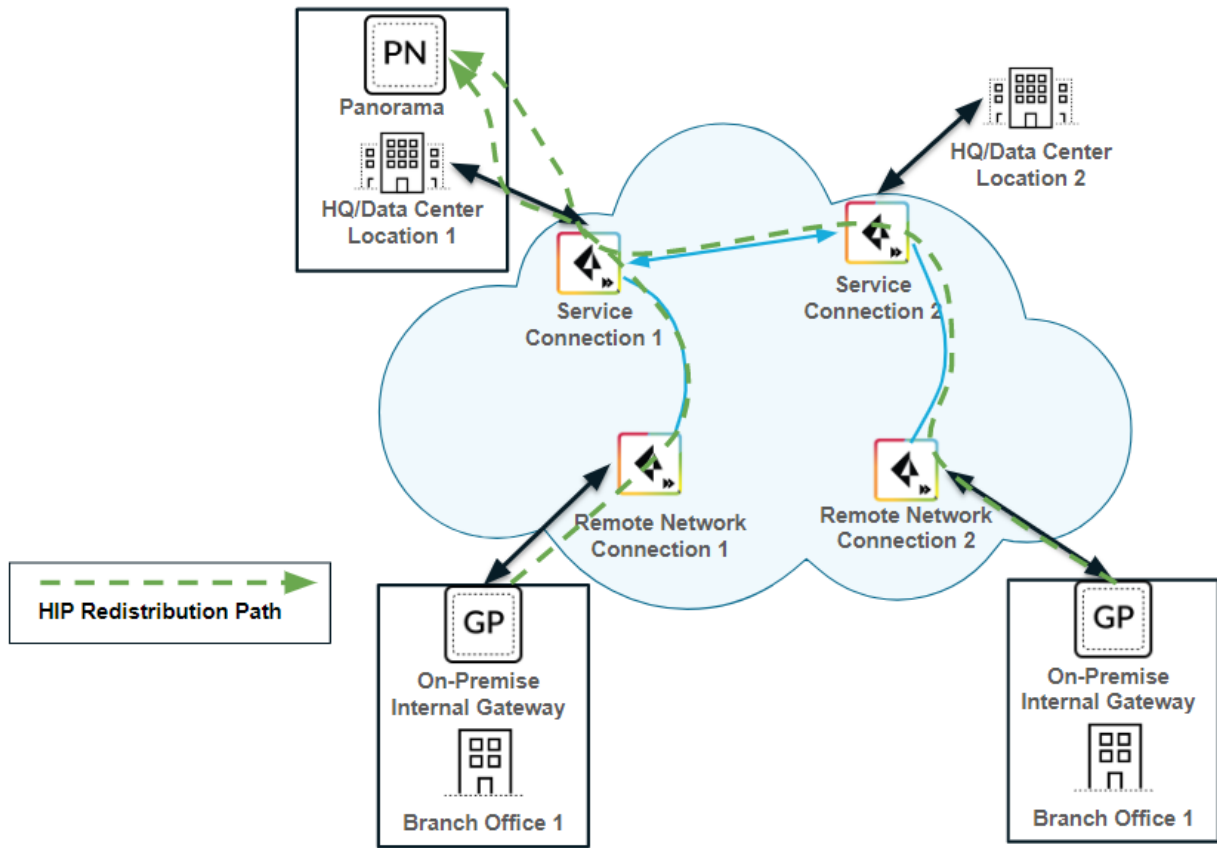 PN
Panorama
HQ/Data Center
Location 1
HQ/Data Center
Location 2
Service
Connection 1
Service
Connection 2
Remote Network
Connection 1
Remote Network
Connection 2
HIP Redistribution Path
GP
On-Premise
Internal Gateway
Branch Office 1
GP
On-Premise
Internal Gateway
Branch Office 1